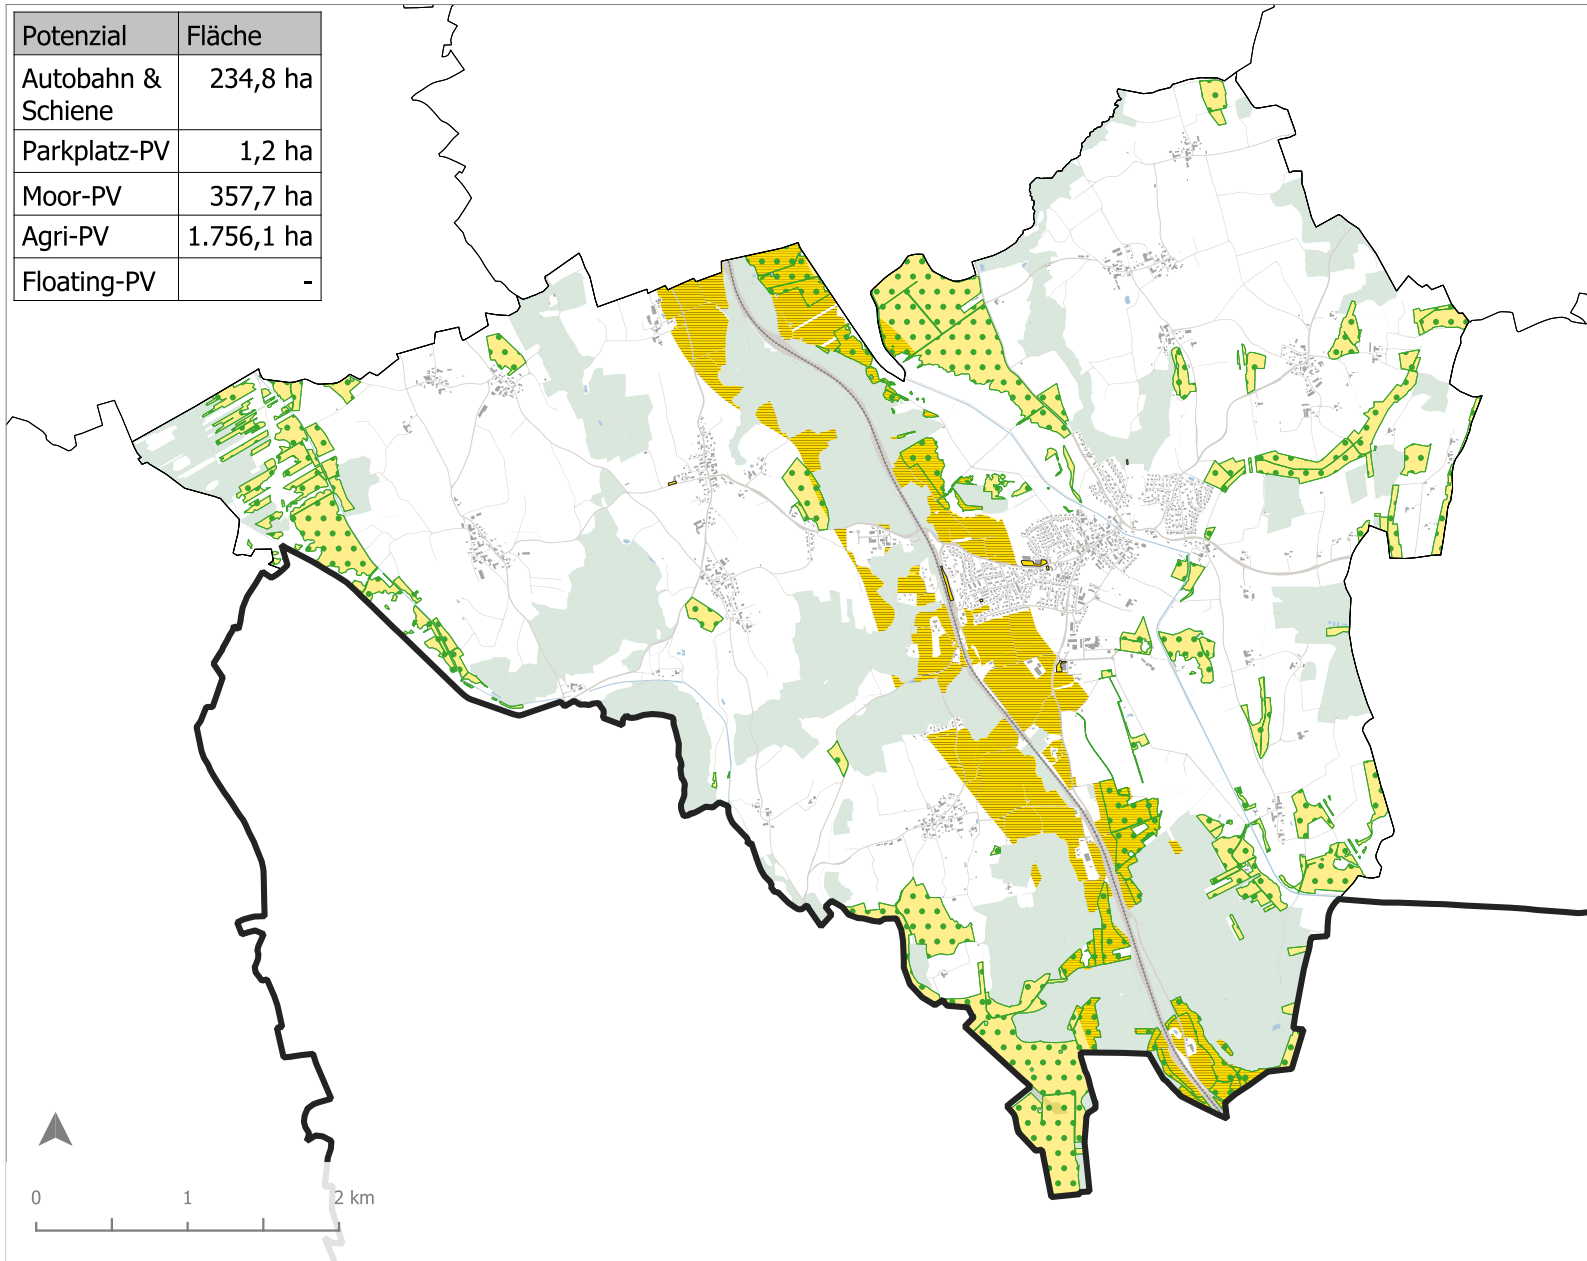 Potenzial Fläche
Autobahn & 234,8 ha
Schiene
Parkplatz-PV 1,2 ha
Moor-PV 357,7 ha
Agri-PV 1.756,1 ha
Floating-PV -
0 1 2 km